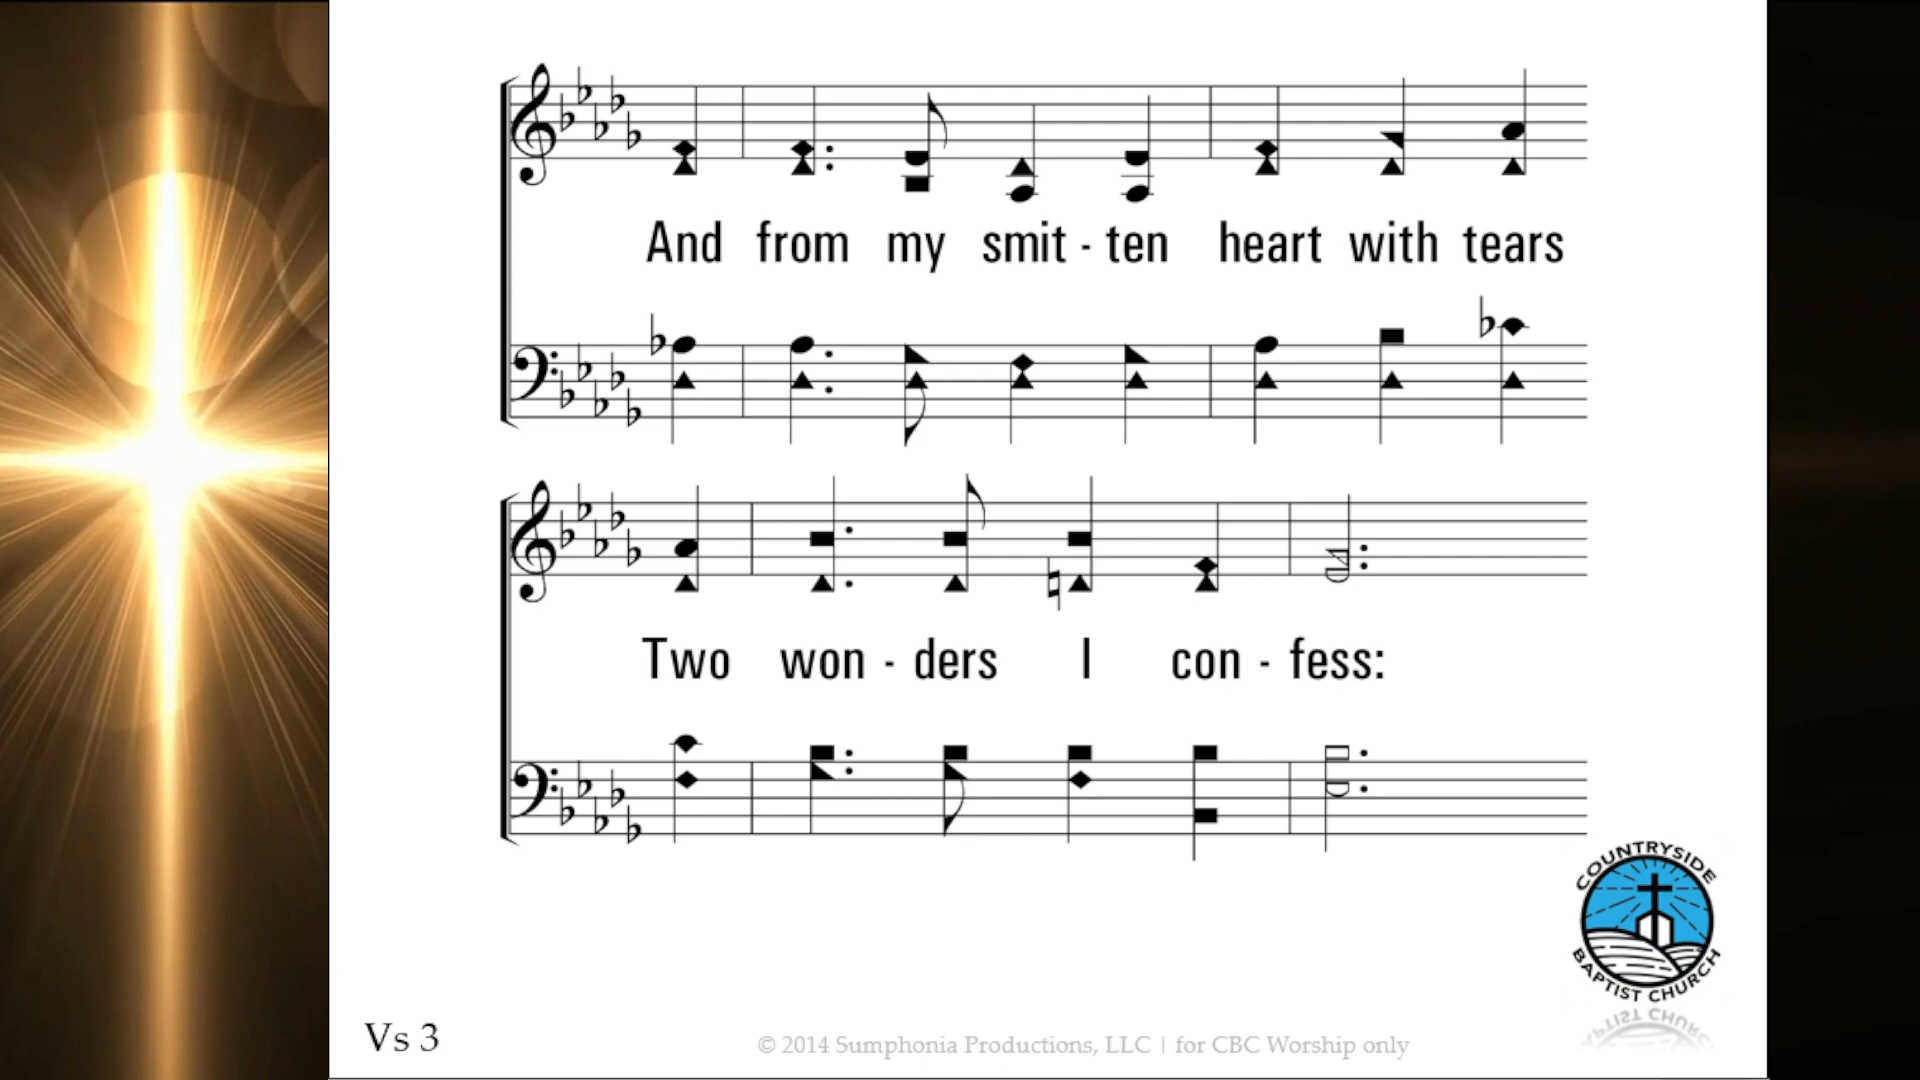 And from my smit - ten heart with tears
Two won - ders I con - fess:
COUNTRYSIDE
BAPTIST CHURCH
Vs 3
© 2014 Sumphonia Productions, LLC | for CBC Worship only